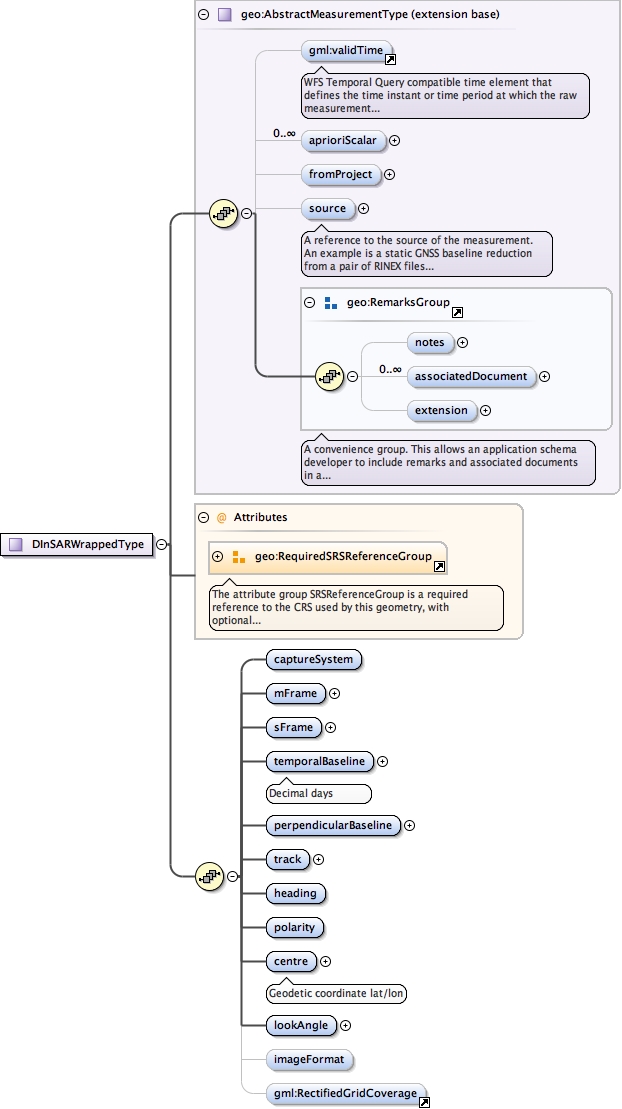 geo:AbstractMeasurementType (extension base)
gml:validTime
WFS Temporal Query compatible time element that
defines the time instant or time period at which the raw
measurement...
0..∞
aprioriScalar
fromProject
source
A reference to the source of the measurement.
An example is a static GNSS baseline reduction
from a pair of RINEX files...
geo:RemarksGroup
notes
0..∞
associatedDocument
extension
A convenience group. This allows an application schema
developer to include remarks and associated documents
in a...
DInSARWrappedType
@ Attributes
geo:RequiredSRSReferenceGroup
The attribute group SRSReferenceGroup is a required
reference to the CRS used by this geometry, with
optional...
captureSystem
mFrame
sFrame
temporalBaseline
Decimal days
perpendicularBaseline
track
heading
polarity
centre
Geodetic coordinate lat/lon
lookAngle
imageFormat
gml:RectifiedGridCoverage